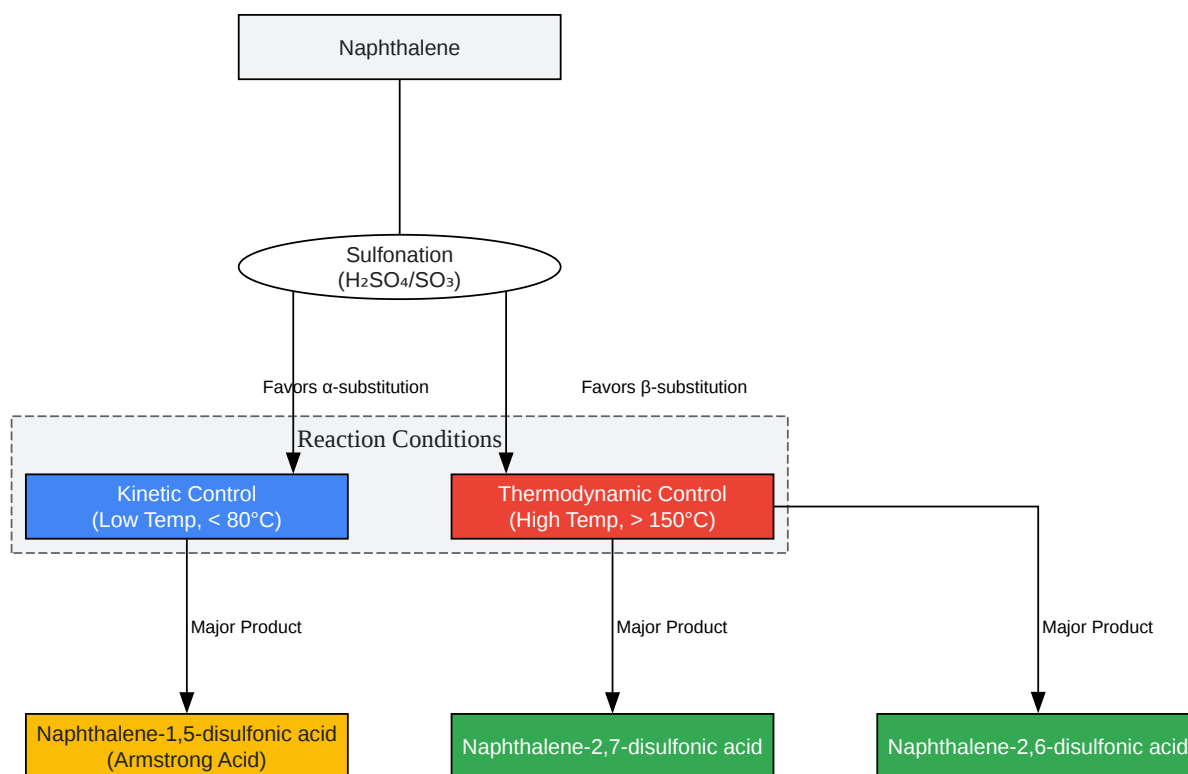 Naphthalene
Sulfonation
(H₂SO₄/SO₃)
Favors α-substitution
Favors β-substitution
Reaction Conditions
Kinetic Control
(Low Temp, < 80°C)
Thermodynamic Control
(High Temp, > 150°C)
Major Product
Major Product
Major Product
Naphthalene-1,5-disulfonic acid
(Armstrong Acid)
Naphthalene-2,7-disulfonic acid
Naphthalene-2,6-disulfonic acid